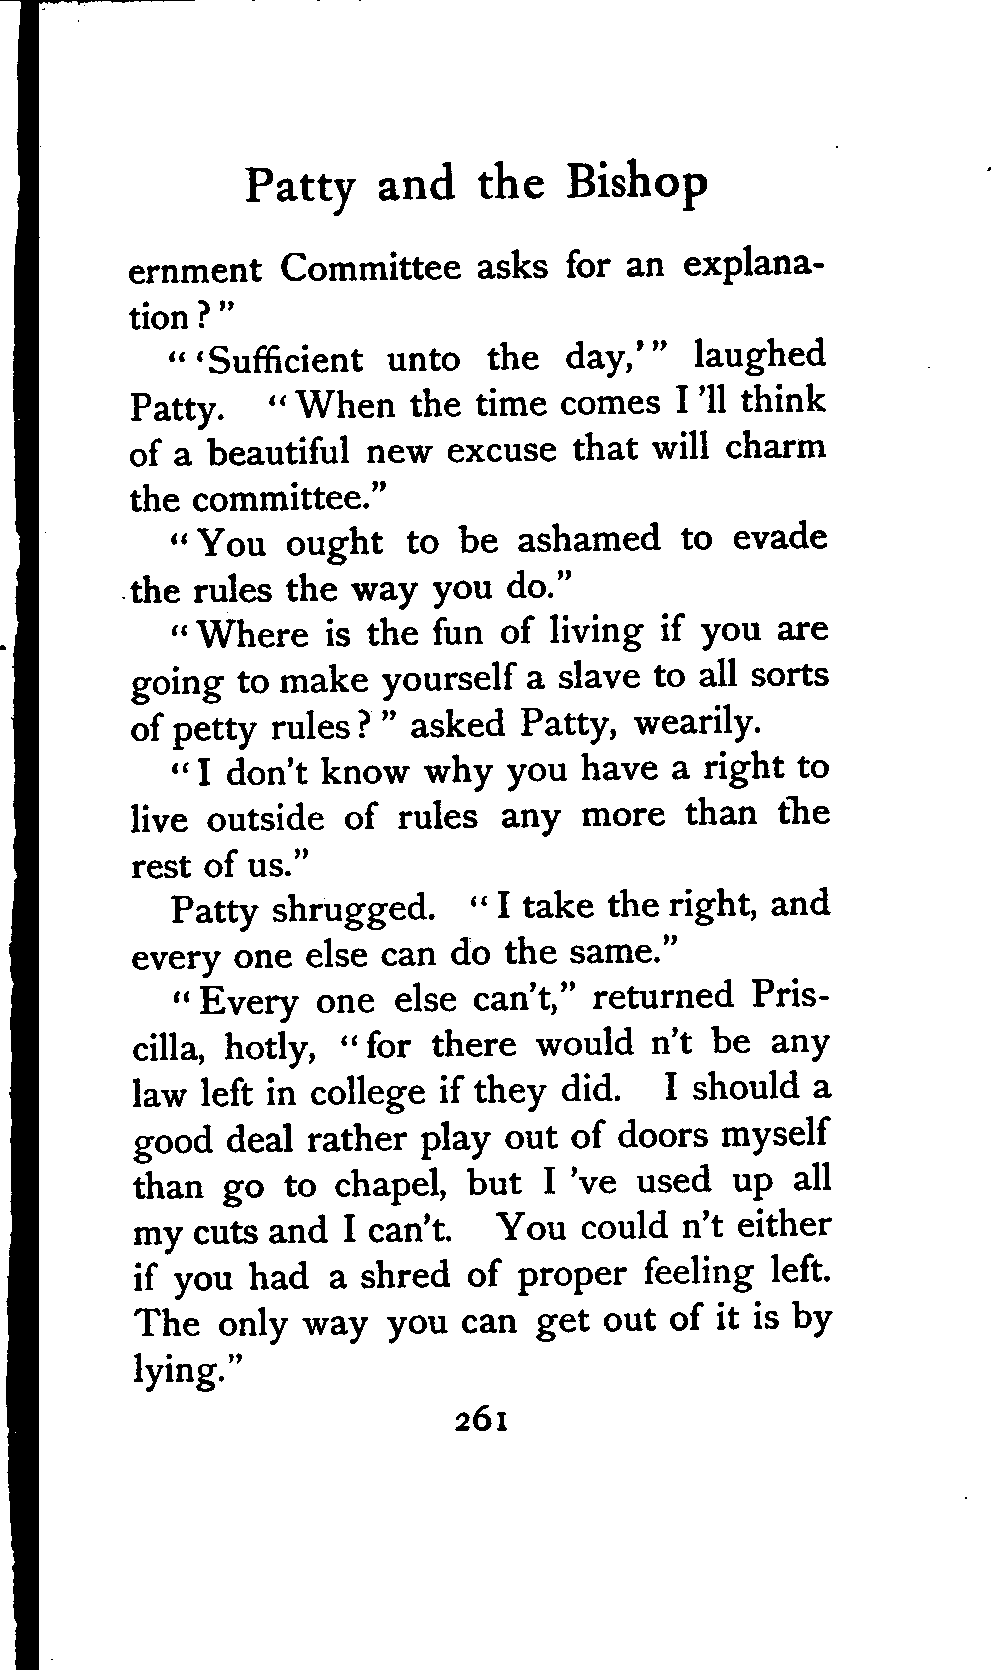 Patty and the Bishop
ernment Committee asks for an explana-
tion?"
"'Sufficient unto the day,'" laughed
Patty. "When the time comes I 'll think
of a beautiful new excuse that will charm
the committee."
"You ought to be ashamed to evade
the rules the way you do."
"Where is the fun of living if you are
going to make yourself a slave to all sorts
of petty rules?" asked Patty, wearily.
"I don't know why you have a right to
live outside of rules any more than the
rest of us."
Patty shrugged. "I take the right, and
every one else can do the same."
"Every one else can't," returned Pris-
cilla, hotly, "for there would n't be any
law left in college if they did. I should a
good deal rather play out of doors myself
than go to chapel, but I 've used up all
my cuts and I can't. You could n't either
if you had a shred of proper feeling left.
The only way you can get out of it is by
lying."
261